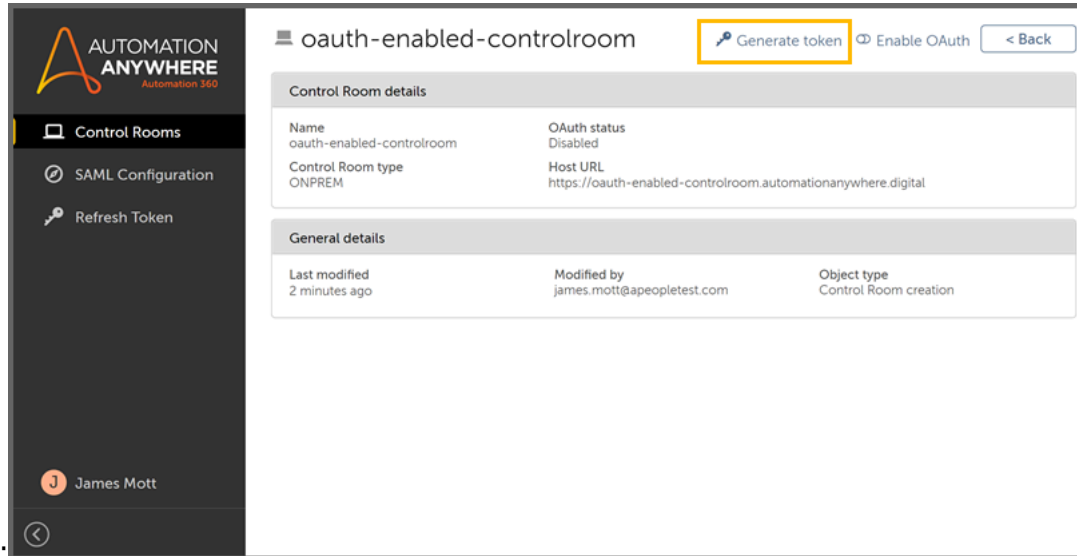 AUTOMATION
ANYWHERE
Automation 360
Control Rooms
SAML Configuration
Refresh Token
J James Mott
oauth-enabled-controlroom
Generate token
Enable OAuth
< Back
Control Room details
Name
oauth-enabled-controlroom
OAuth status
Disabled
Control Room type
ONPREM
Host URL
https://oauth-enabled-controlroom.automationanywhere.digital
General details
Last modified
2 minutes ago
Modified by
james.mott@apeopletest.com
Object type
Control Room creation
.